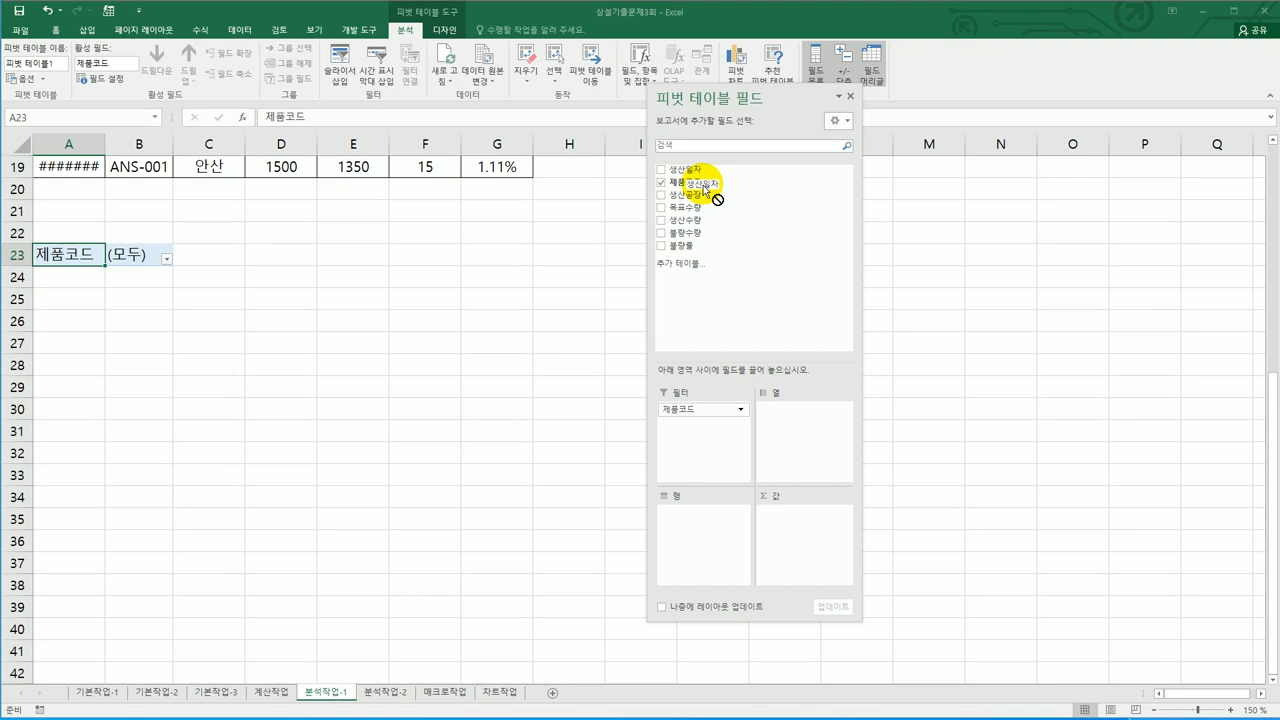 피벗 테이블 도구
상설기출문제3회 - Excel
파일 홈 삽입 페이지 레이아웃 수식 데이터 검토 보기 개발 도구 분석 디자인 수행할 작업을 알려 주세요. 공유
피벗 테이블 이름:
피벗 테이블1
옵션
피벗 테이블
활성 필드:
제품코드
필드 설정
드릴다운
드릴업
필드 확장
필드 축소
활성 필드
그룹 선택
그룹 해제
그룹 필드
그룹
슬라이서 삽입
시간 표시 막대 삽입
필터 연결
필터
새로 고침
데이터 원본 변경
데이터
지우기
선택
피벗 테이블 이동
동작
필드, 항목 및 집합
OLAP 도구
관계
피벗 차트
추천 피벗 테이블
필드 목록
+/- 단추
필드 머리글
A23
fx
제품코드
A B C D E F G H I M N O P Q
19 ####### ANS-001 안산 1500 1350 15 1.11%
20
21
22
23 제품코드 (모두)
24
25
26
27
28
29
30
31
32
33
34
35
36
37
38
39
40
41
42
피벗 테이블 필드
보고서에 추가할 필드 선택:
검색
생산일자
제품
생산일자
생산공장
목표수량
생산수량
불량수량
불량률
추가 테이블...
아래 영역 사이에 필드를 끌어 놓으십시오.
필터
열
제품코드
행
Σ 값
나중에 레이아웃 업데이트
업데이트
기본작업-1 기본작업-2 기본작업-3 계산작업 분석작업-1 분석작업-2 매크로작업 차트작업
준비
150 %